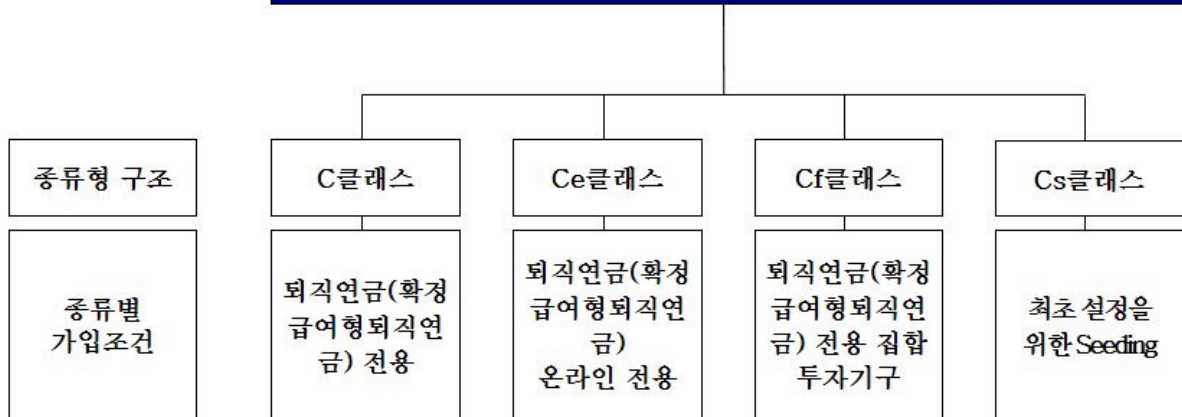 종류형 구조
C클래스
Ce클래스
Cf클래스
Cs클래스
종류별
가입조건
퇴직연금(확정
급여형퇴직연
금) 전용
퇴직연금(확정
급여형퇴직연
금)
온라인 전용
퇴직연금(확정
급여형퇴직연
금) 전용 집합
투자기구
최초 설정을
위한 Seeding